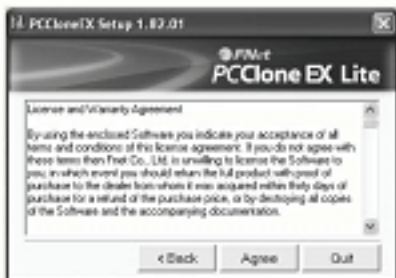 PCCloneEX Setup 1.82.01
FNet
PCClone EX Lite
License and Warranty Agreement
By using the enclosed Software you indicate your acceptance of all
terms and conditions of this license agreement. If you do not agree with
these terms then Fnet Co., Ltd. is unwilling to license the Software to
you, in which event you should return the full product with proof of
purchase to the dealer from whom it was acquired within thirty days of
purchase for a refund of the purchase price, or by destroying all copies
of the Software and the accompanying documentation.
< Back
Agree
Quit